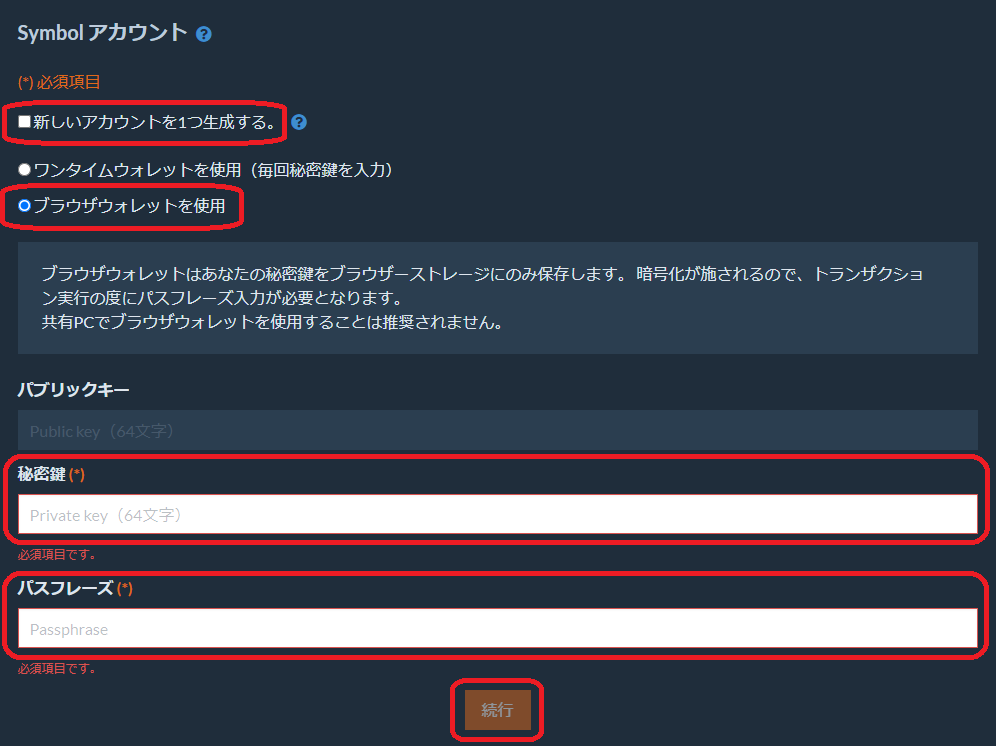 Symbol アカウント ?
(*) 必須項目
新しいアカウントを1つ生成する。 ?
ワンタイムウォレットを使用（毎回秘密鍵を入力）
ブラウザウォレットを使用
ブラウザウォレットはあなたの秘密鍵をブラウザーストレージにのみ保存します。 暗号化が施されるので、トランザクショ
ン実行の度にパスフレーズ入力が必要となります。
共有PCでブラウザウォレットを使用することは推奨されません。
パブリックキー
Public key（64文字）
秘密鍵 (*)
Private key（64文字）
必須項目です。
パスフレーズ (*)
Passphrase
必須項目です。
続行